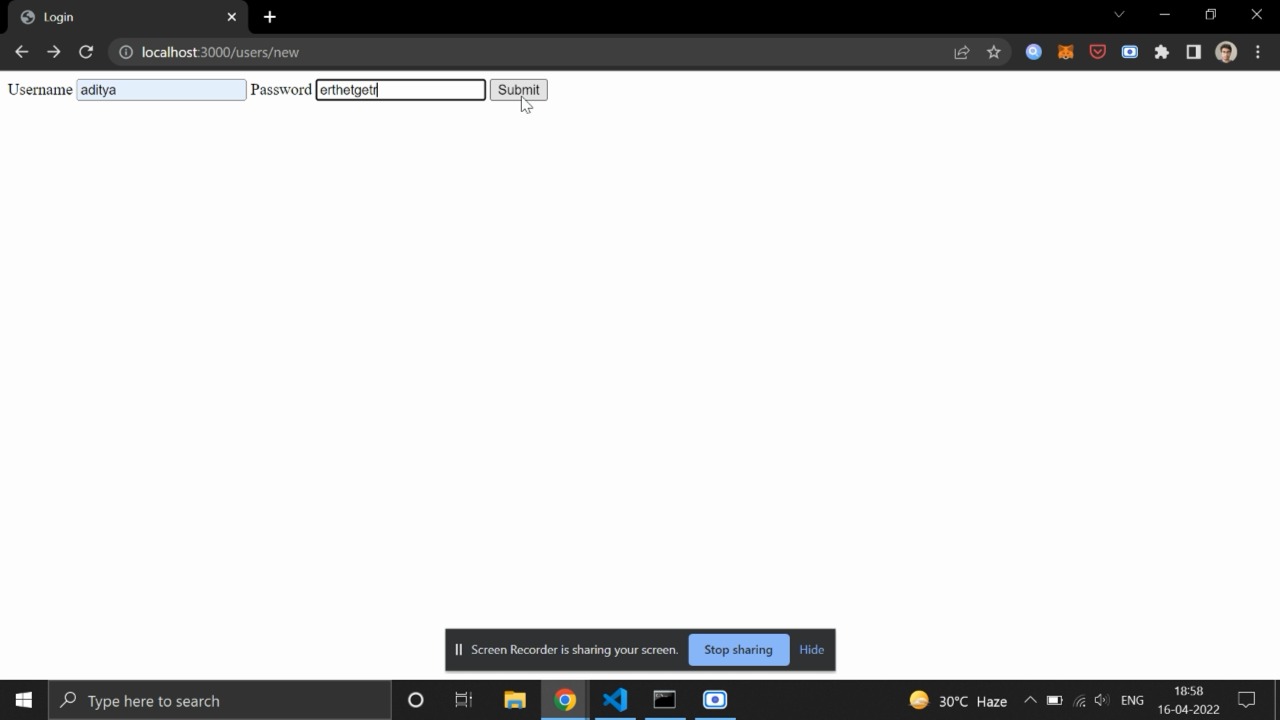 Login
localhost:3000/users/new
Username aditya Password erthetgetr Submit
Screen Recorder is sharing your screen. Stop sharing Hide
Type here to search
30°C Haze ENG
18:58
16-04-2022